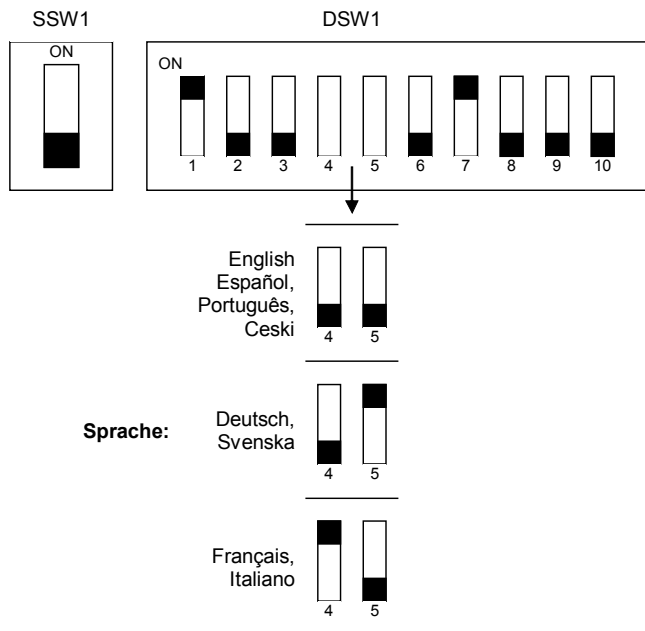 SSW1
DSW1
ON
ON
1 2 3 4 5 6 7 8 9 10
English
Español,
Português,
Ceski
4 5
Sprache:
Deutsch,
Svenska
4 5
Français,
Italiano
4 5